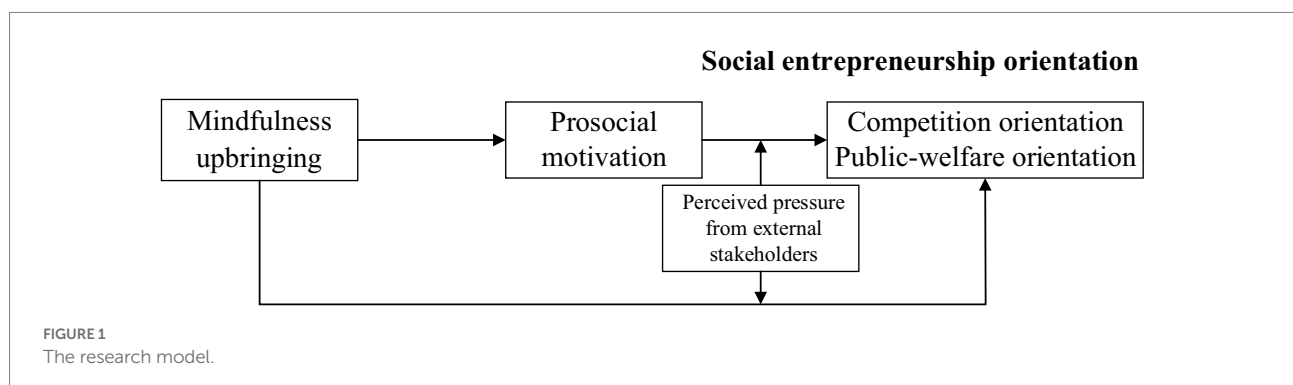 Social entrepreneurship orientation
Mindfulness
upbringing
Prosocial
motivation
Competition orientation
Public-welfare orientation
Perceived pressure
from external
stakeholders
FIGURE 1
The research model.